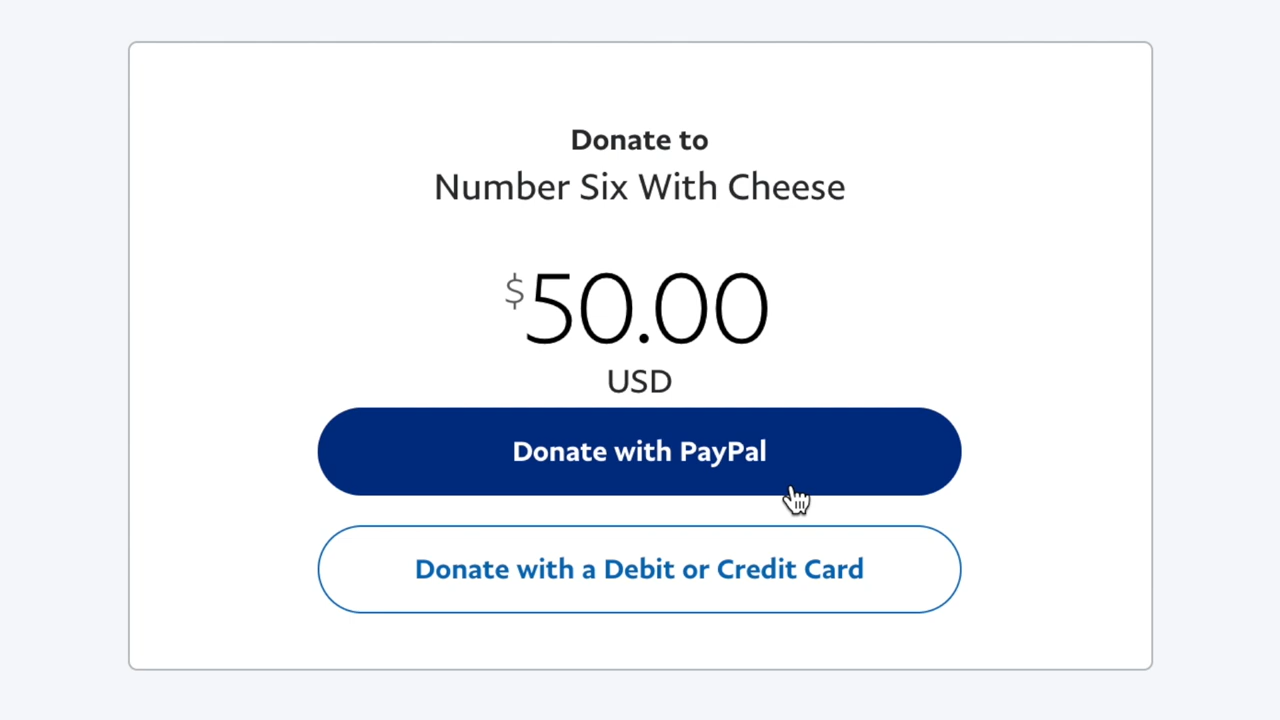 Donate to
Number Six With Cheese
$50.00
USD
Donate with PayPal
Donate with a Debit or Credit Card